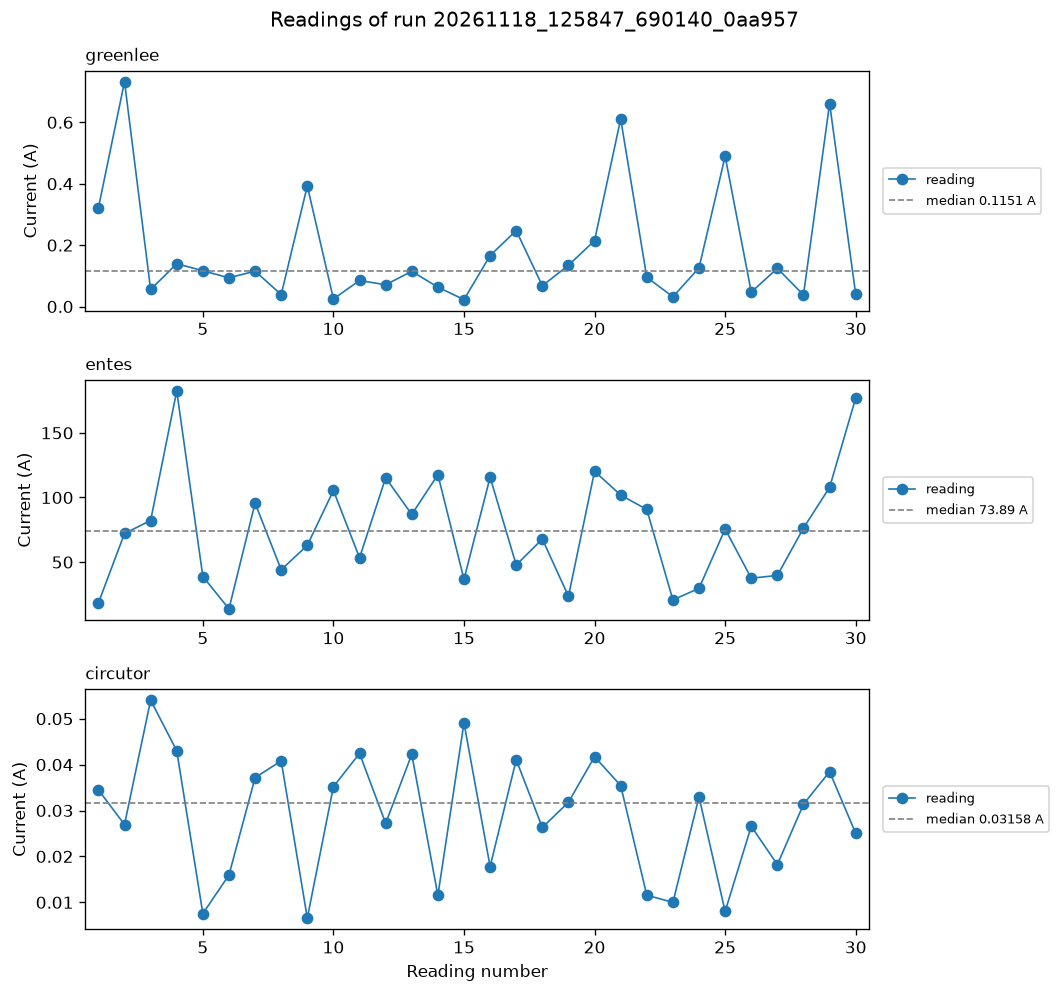 Readings of run 20261118_125847_690140_0aa957
greenlee
Current (A)
0.6
0.4
0.2
0.0
5 10 15 20 25 30
reading
median 0.1151 A
entes
Current (A)
150
100
50
5 10 15 20 25 30
reading
median 73.89 A
circutor
Current (A)
0.05
0.04
0.03
0.02
0.01
5 10 15 20 25 30
Reading number
reading
median 0.03158 A